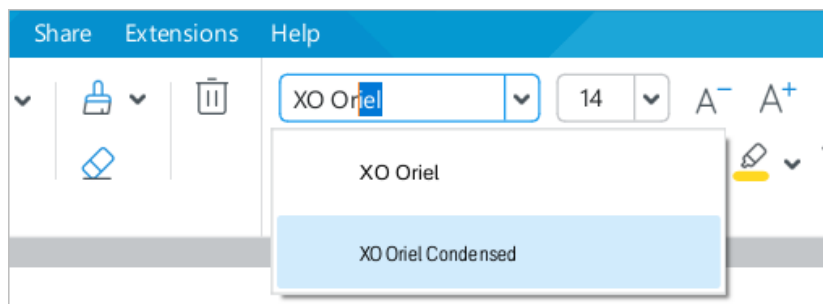 Share Extensions Help
XO Oriel 14 A- A+
XO Oriel
XO Oriel Condensed